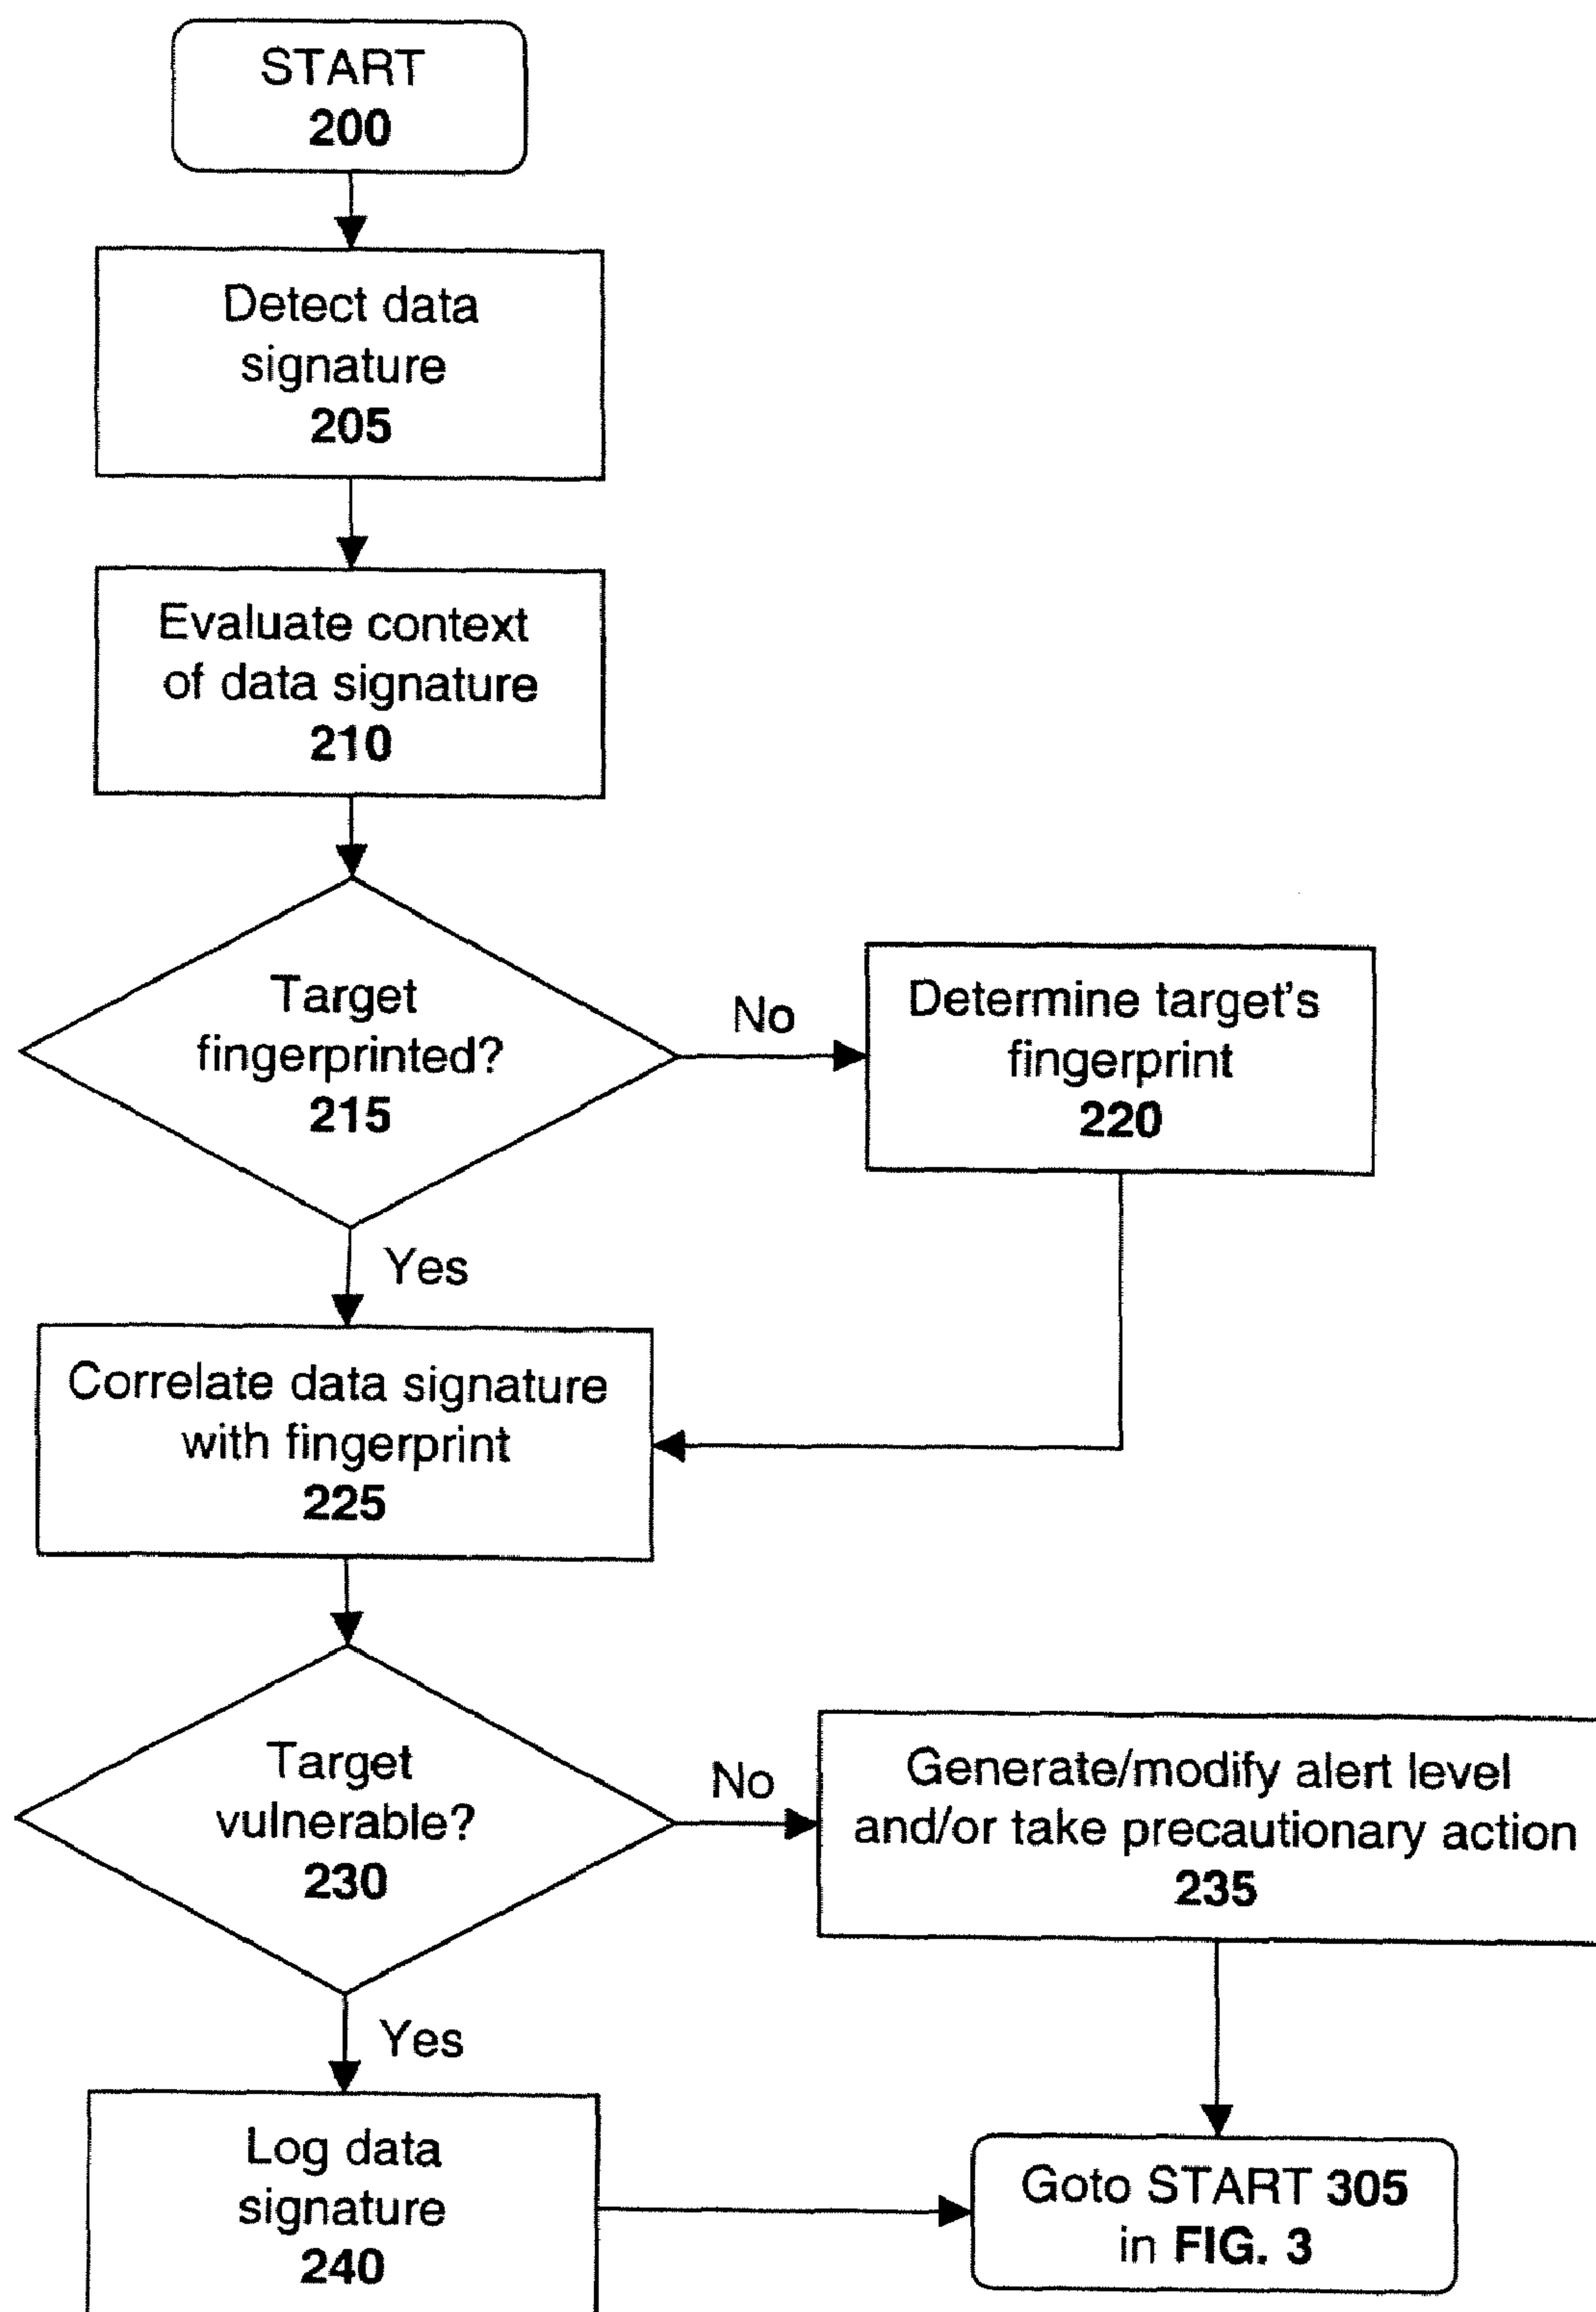 START
200
Detect data
signature
205
Evaluate context
of data signature
210
Target
fingerprinted?
215
No
Determine target's
fingerprint
220
Yes
Correlate data signature
with fingerprint
225
Target
vulnerable?
230
No
Generate/modify alert level
and/or take precautionary action
235
Yes
Log data
signature
240
Goto START 305
in FIG. 3